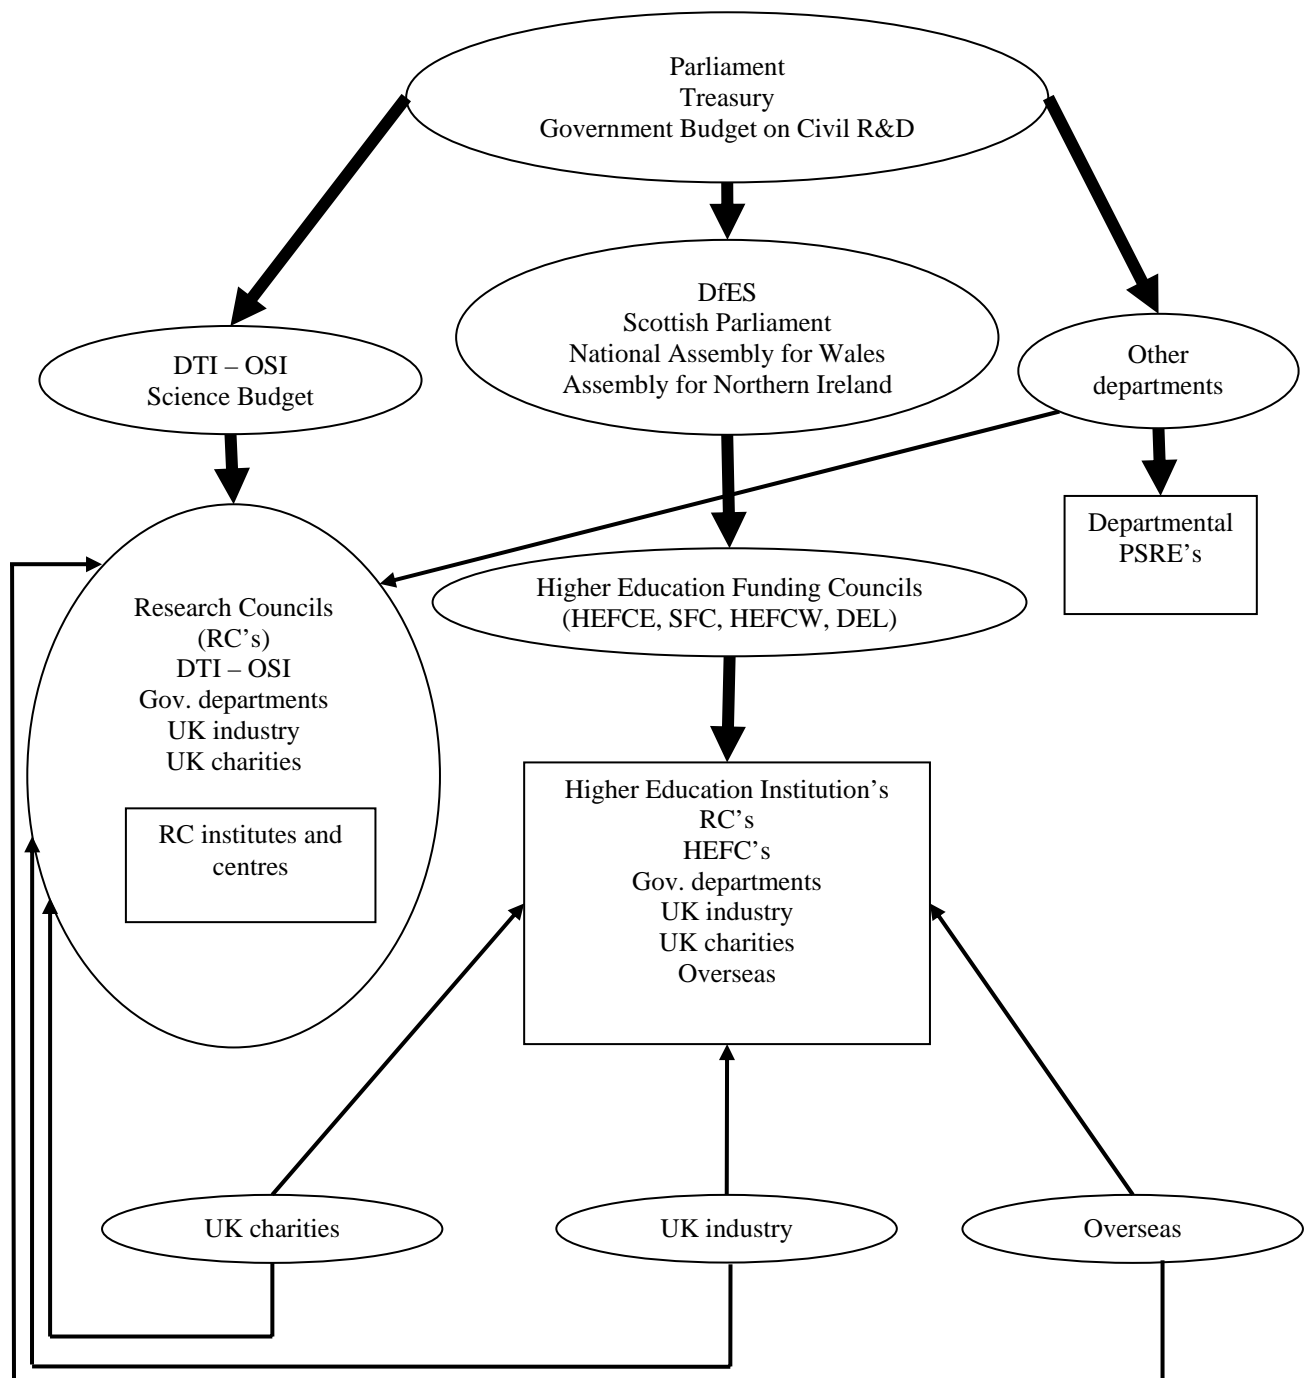 Parliament
Treasury
Government Budget on Civil R&D
DTI – OSI
Science Budget
DfES
Scottish Parliament
National Assembly for Wales
Assembly for Northern Ireland
Other
departments
Departmental
PSRE's
Higher Education Funding Councils
(HEFCE, SFC, HEFCW, DEL)
Research Councils
(RC's)
DTI – OSI
Gov. departments
UK industry
UK charities
RC institutes and
centres
Higher Education Institution's
RC's
HEFC's
Gov. departments
UK industry
UK charities
Overseas
UK charities
UK industry
Overseas